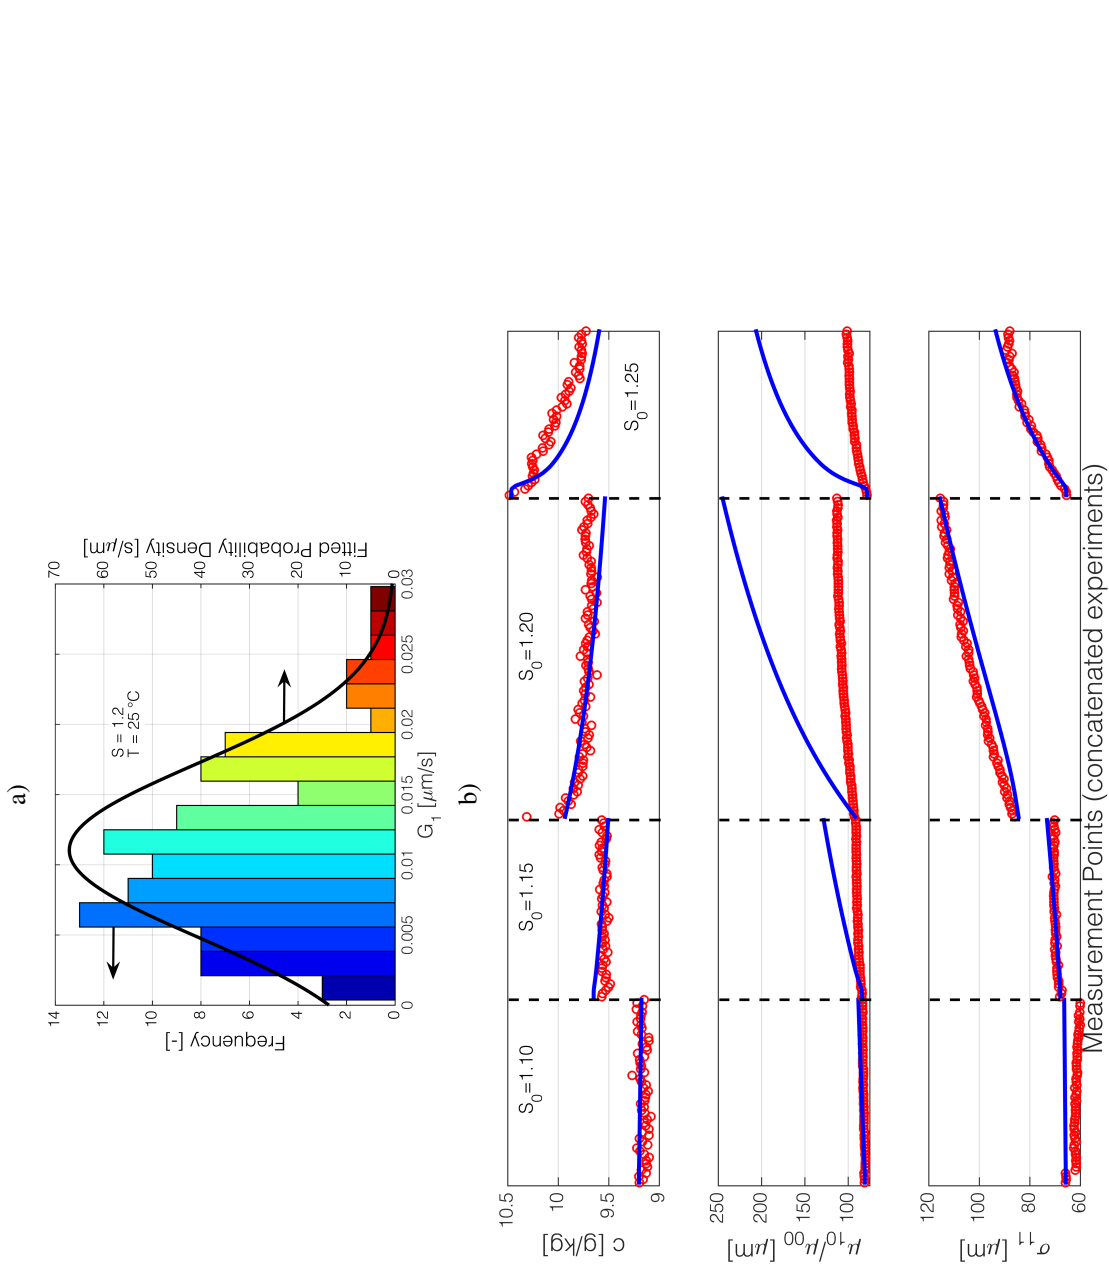 a)
Fitted Probability Density [s/μm]
70
60
50
40
30
20
10
0
S = 1.2
T = 25 °C
14
12
10
8
6
4
2
0
Frequency [-]
0
0.005
0.01
0.015
0.02
0.025
0.03
G1 [μm/s]
b)
10.5
10
9.5
9
c [g/kg]
S0=1.10
S0=1.15
S0=1.20
S0=1.25
250
200
150
100
μ10/μ00 [μm]
120
100
80
60
σ11 [μm]
Measurement Points (concatenated experiments)